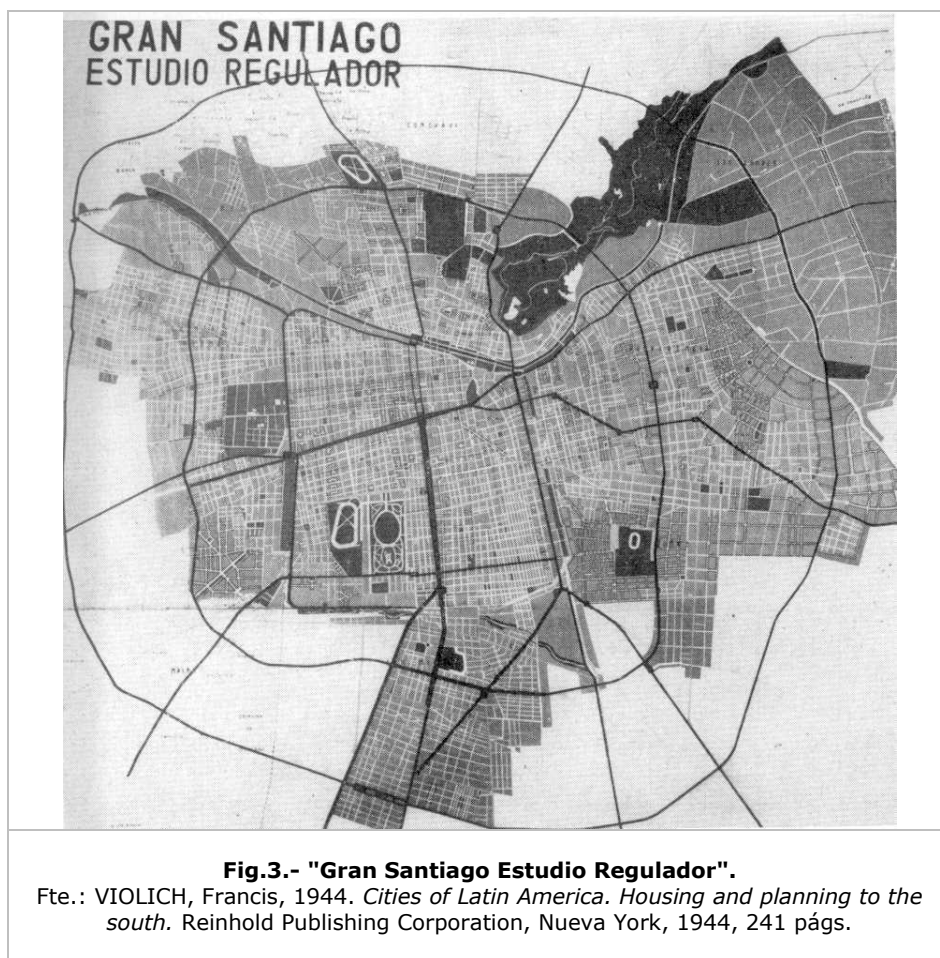 GRAN SANTIAGO
ESTUDIO REGULADOR
Fig.3.- "Gran Santiago Estudio Regulador".
Fte.: VIOLICH, Francis, 1944. Cities of Latin America. Housing and planning to the
south. Reinhold Publishing Corporation, Nueva York, 1944, 241 págs.